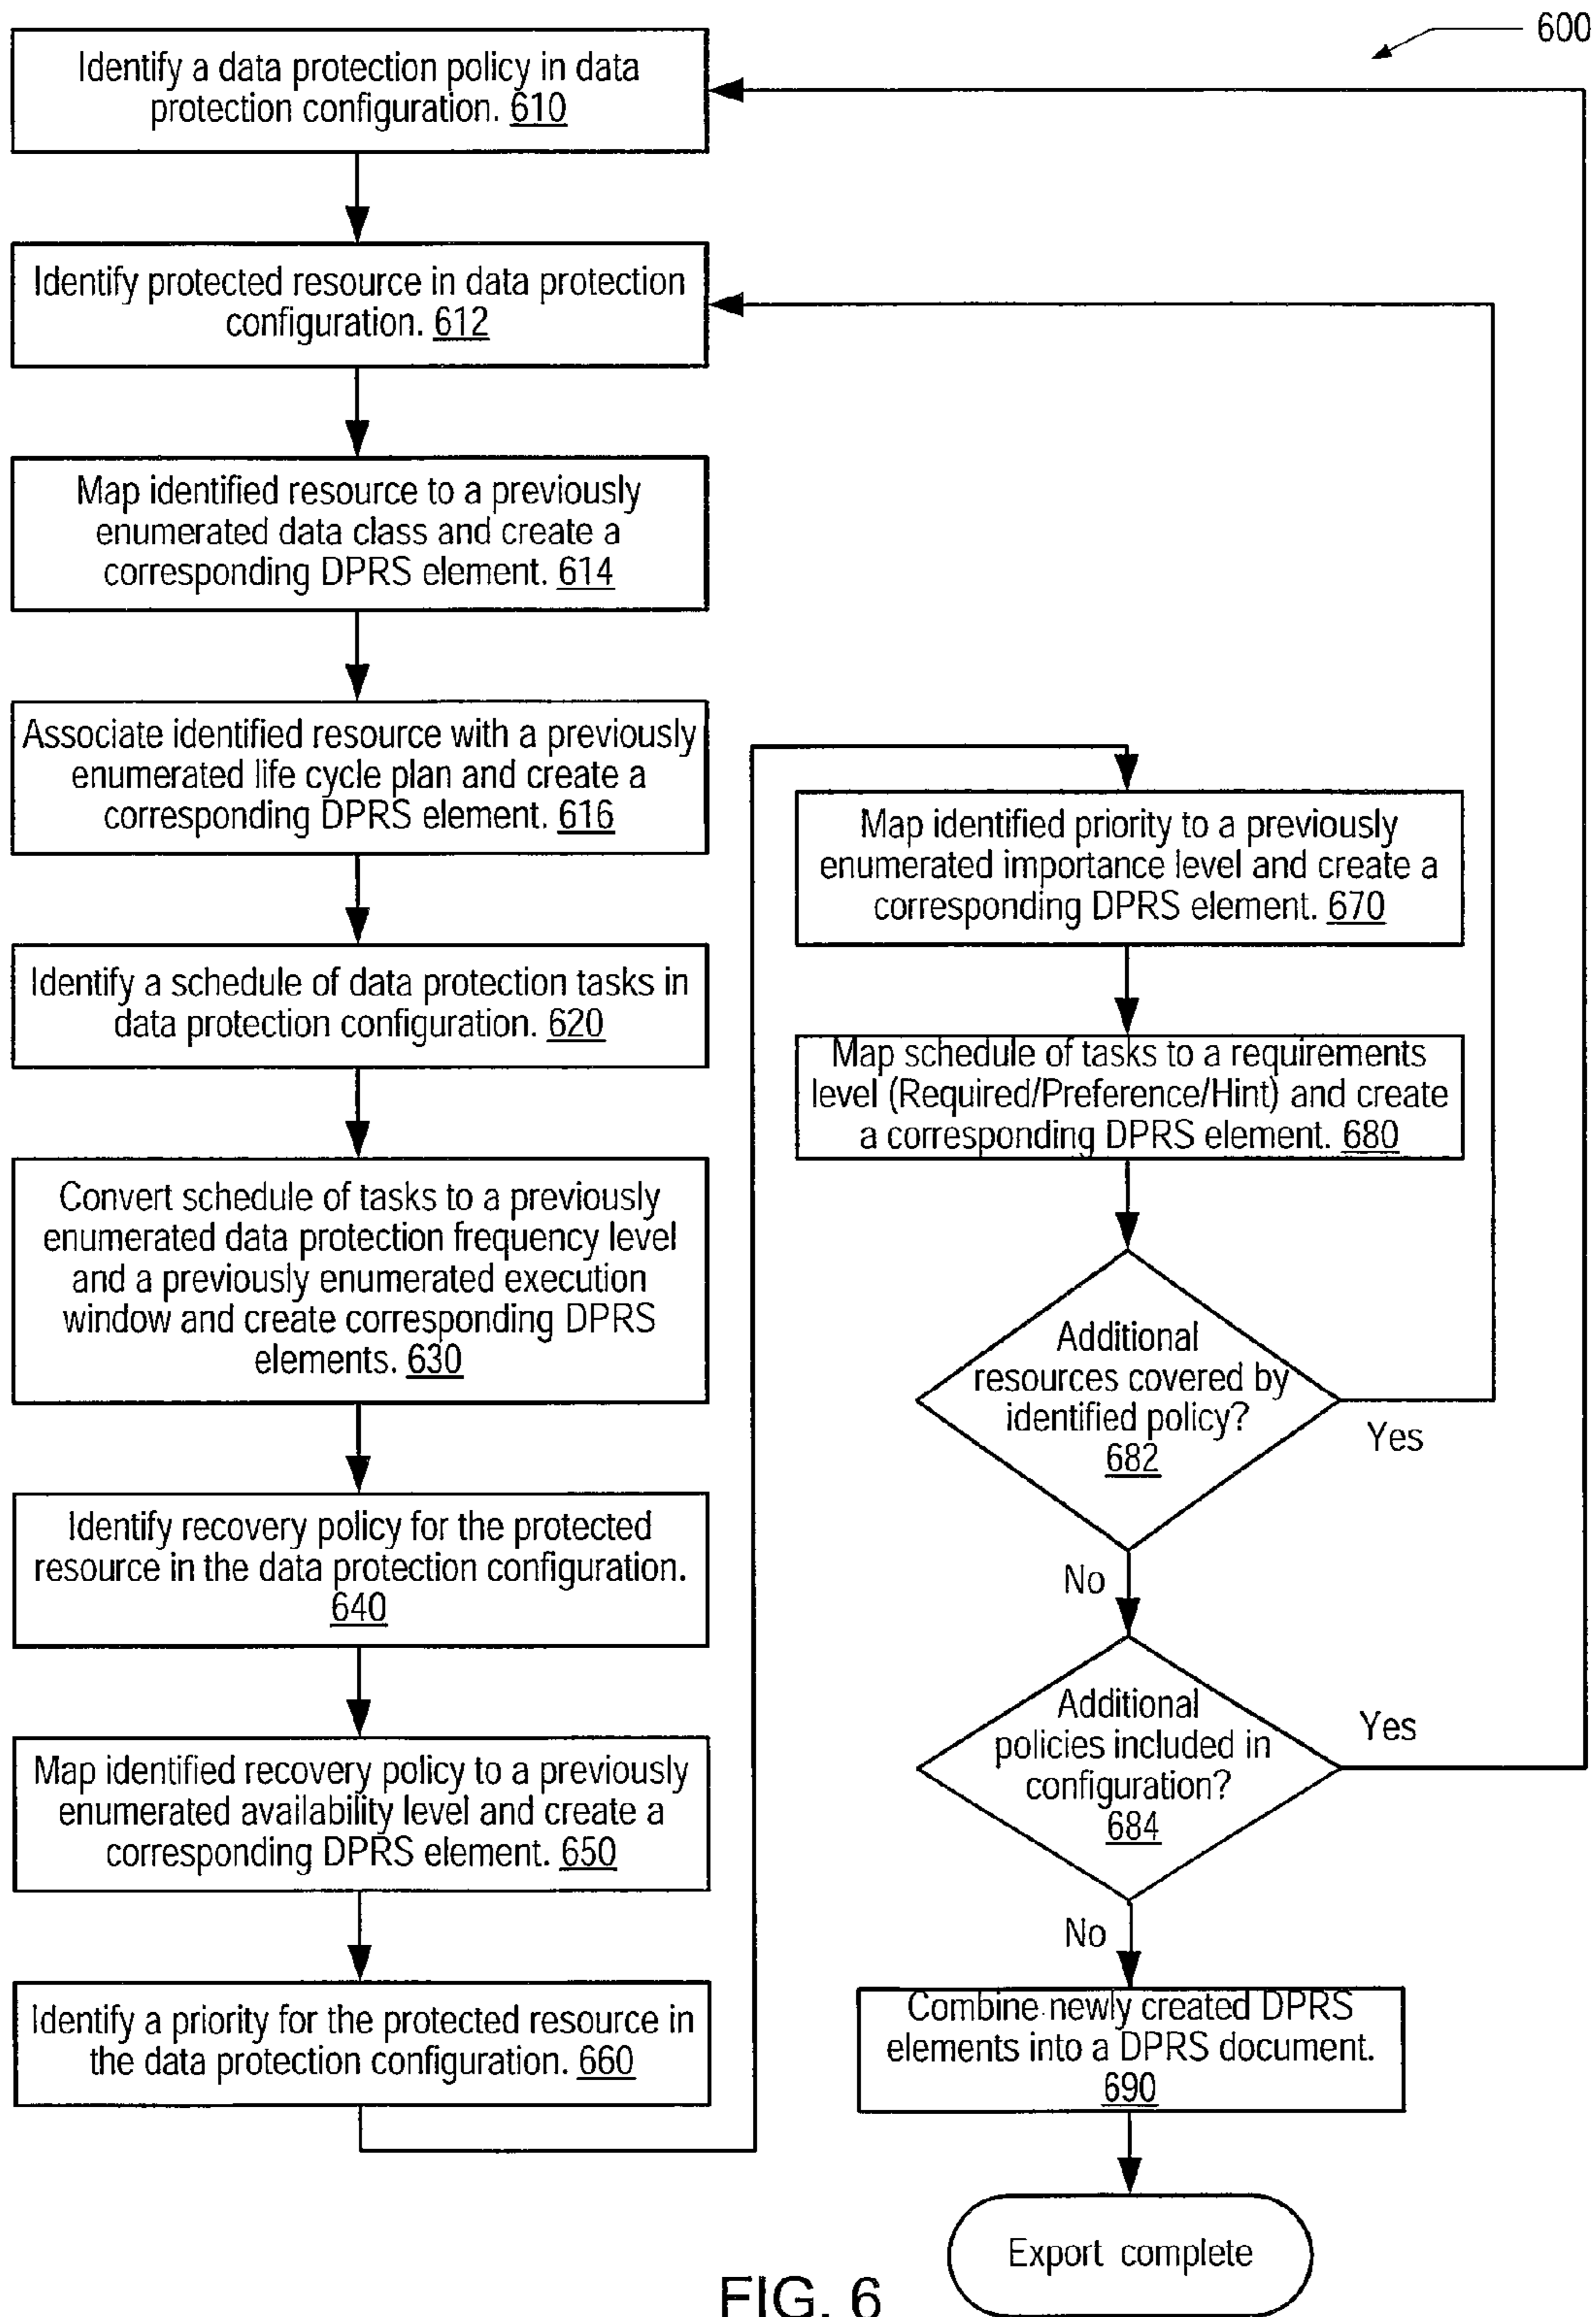 600
Identify a data protection policy in data
protection configuration. 610
Identify protected resource in data protection
configuration. 612
Map identified resource to a previously
enumerated data class and create a
corresponding DPRS element. 614
Associate identified resource with a previously
enumerated life cycle plan and create a
corresponding DPRS element. 616
Identify a schedule of data protection tasks in
data protection configuration. 620
Convert schedule of tasks to a previously
enumerated data protection frequency level
and a previously enumerated execution
window and create corresponding DPRS
elements. 630
Identify recovery policy for the protected
resource in the data protection configuration.
640
Map identified recovery policy to a previously
enumerated availability level and create a
corresponding DPRS element. 650
Identify a priority for the protected resource in
the data protection configuration. 660
Map identified priority to a previously
enumerated importance level and create a
corresponding DPRS element. 670
Map schedule of tasks to a requirements
level (Required/Preference/Hint) and create
a corresponding DPRS element. 680
Additional
resources covered by
identified policy?
682
Yes
No
Additional
policies included in
configuration?
684
Yes
No
Combine newly created DPRS
elements into a DPRS document.
690
Export complete
FIG. 6